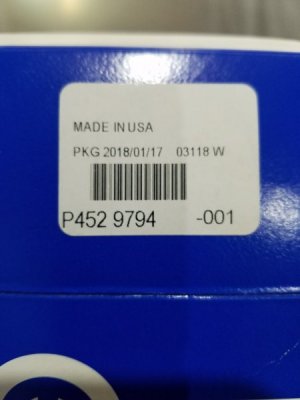 MADE IN USA
PKG 2018/01/17 03118 W
P452 9794 -001